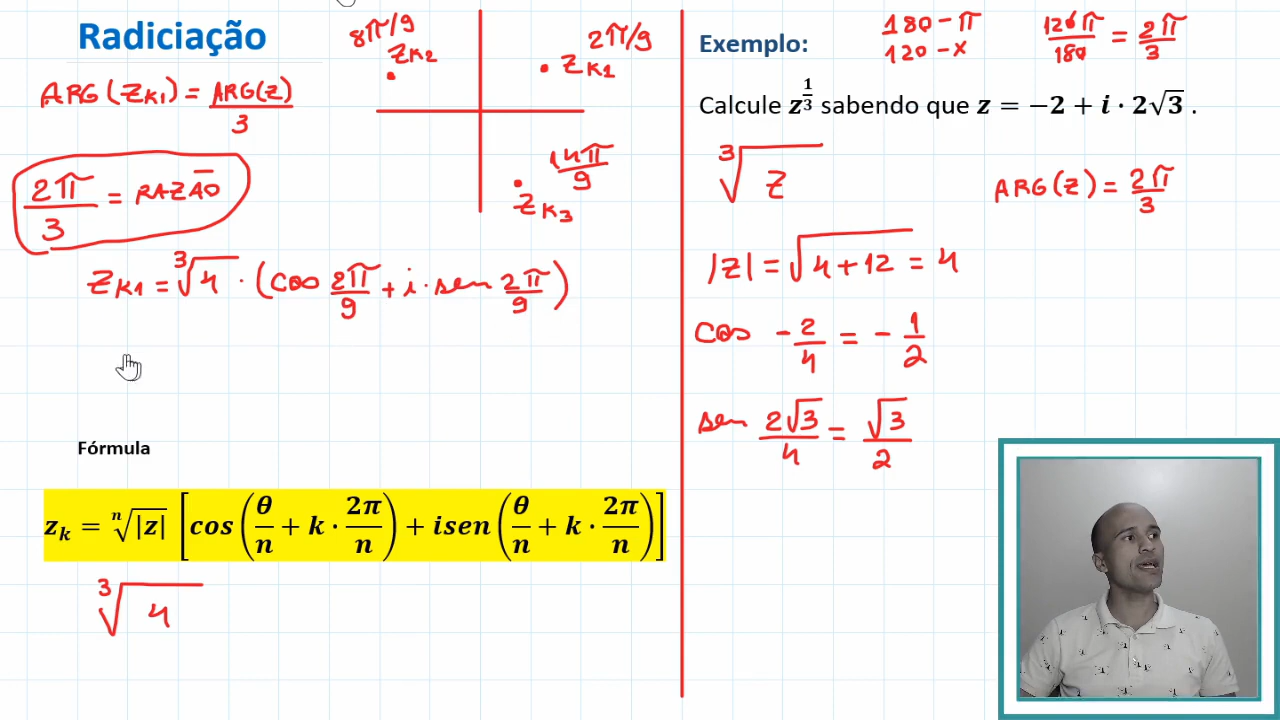 Radiciação
ARG(Zk1) = ARG(Z)/3
2π/3 = RAZÃO
8π/9
Zk2
2π/9
Zk1
14π/9
Zk3
Zk1 = ∛4 · (cos 2π/9 + i · sen 2π/9)
Fórmula
zₖ = ⁿ√|z| [cos(θ/n + k · 2π/n) + isen(θ/n + k · 2π/n)]
∛4
Exemplo:
180 – π
120 – x
120π/180 = 2π/3
Calcule z^(1/3) sabendo que z = −2 + i · 2√3 .
∛Z
ARG(Z) = 2π/3
|Z| = √(4+12) = 4
cos -2/4 = -1/2
sen 2√3/4 = √3/2